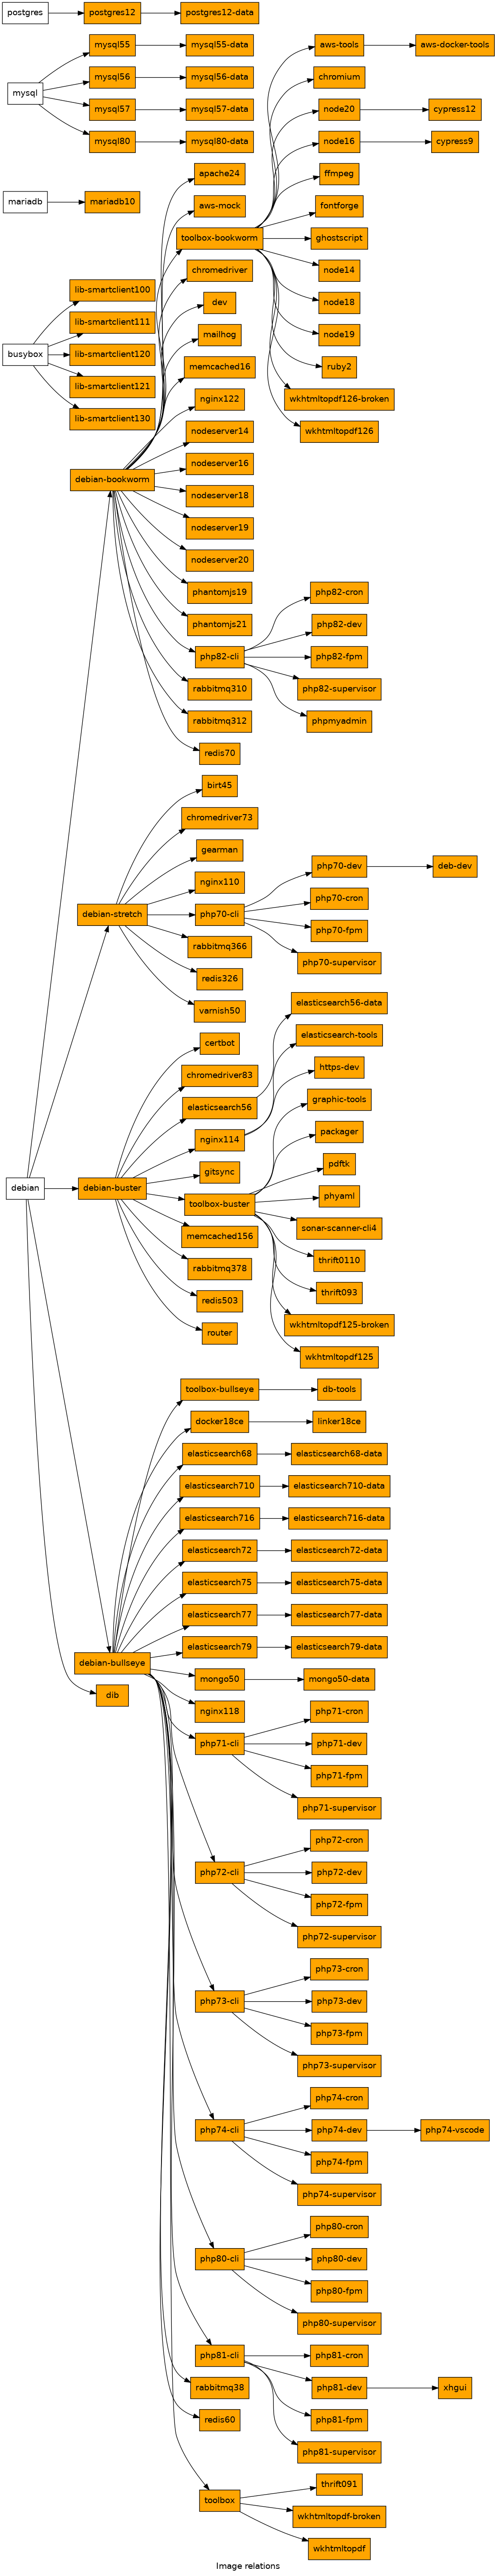 postgres
postgres12
postgres12-data
mysql
mysql55
mysql55-data
mysql56
mysql56-data
mysql57
mysql57-data
mysql80
mysql80-data
mariadb
mariadb10
busybox
lib-smartclient100
lib-smartclient111
lib-smartclient120
lib-smartclient121
lib-smartclient130
debian
debian-bookworm
apache24
aws-mock
toolbox-bookworm
aws-tools
aws-docker-tools
chromium
node20
cypress12
node16
cypress9
ffmpeg
fontforge
ghostscript
node14
node18
node19
ruby2
wkhtmltopdf126-broken
wkhtmltopdf126
chromedriver
dev
mailhog
memcached16
nginx122
nodeserver14
nodeserver16
nodeserver18
nodeserver19
nodeserver20
phantomjs19
phantomjs21
php82-cli
php82-cron
php82-dev
php82-fpm
php82-supervisor
phpmyadmin
rabbitmq310
rabbitmq312
redis70
debian-stretch
birt45
chromedriver73
gearman
nginx110
php70-cli
php70-dev
deb-dev
php70-cron
php70-fpm
php70-supervisor
rabbitmq366
redis326
varnish50
debian-buster
certbot
chromedriver83
elasticsearch56
elasticsearch56-data
nginx114
elasticsearch-tools
https-dev
gitsync
toolbox-buster
graphic-tools
packager
pdftk
phyaml
sonar-scanner-cli4
thrift0110
thrift093
wkhtmltopdf125-broken
wkhtmltopdf125
memcached156
rabbitmq378
redis503
router
debian-bullseye
toolbox-bullseye
db-tools
docker18ce
linker18ce
elasticsearch68
elasticsearch68-data
elasticsearch710
elasticsearch710-data
elasticsearch716
elasticsearch716-data
elasticsearch72
elasticsearch72-data
elasticsearch75
elasticsearch75-data
elasticsearch77
elasticsearch77-data
elasticsearch79
elasticsearch79-data
mongo50
mongo50-data
nginx118
php71-cli
php71-cron
php71-dev
php71-fpm
php71-supervisor
php72-cli
php72-cron
php72-dev
php72-fpm
php72-supervisor
php73-cli
php73-cron
php73-dev
php73-fpm
php73-supervisor
php74-cli
php74-cron
php74-dev
php74-vscode
php74-fpm
php74-supervisor
php80-cli
php80-cron
php80-dev
php80-fpm
php80-supervisor
php81-cli
php81-cron
php81-dev
xhgui
php81-fpm
php81-supervisor
rabbitmq38
redis60
toolbox
thrift091
wkhtmltopdf-broken
wkhtmltopdf
dib
Image relations